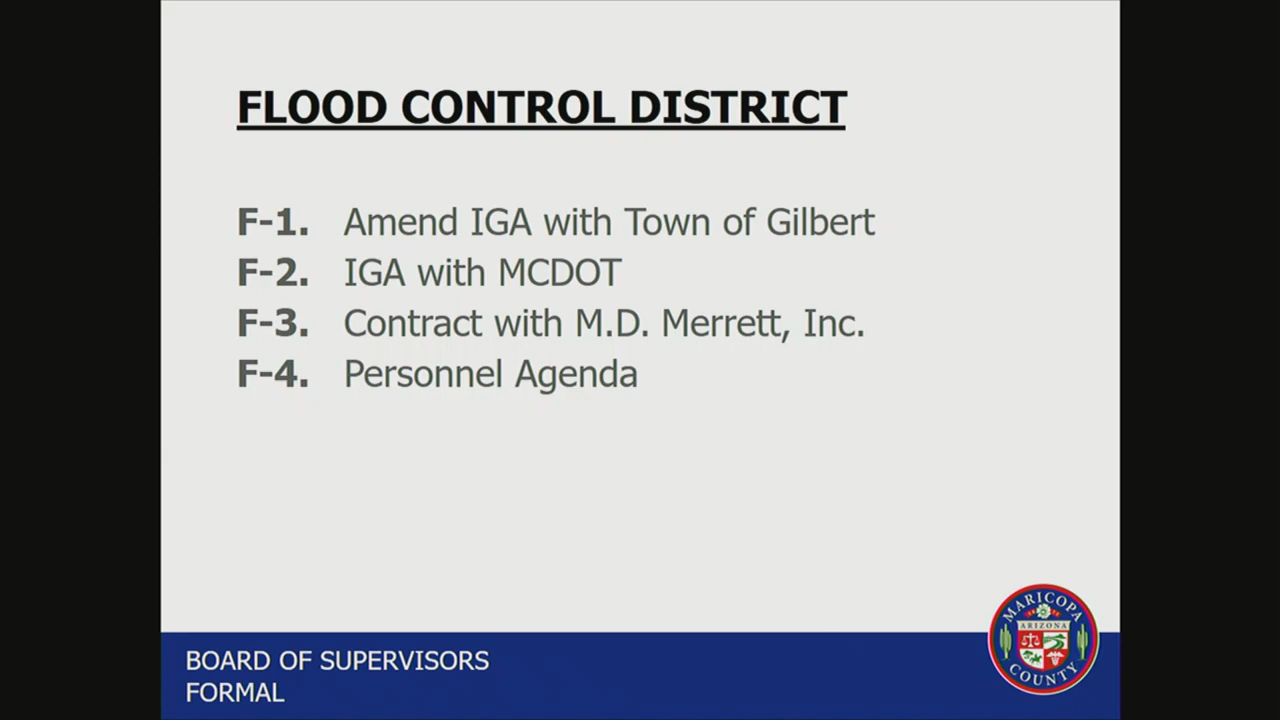 FLOOD CONTROL DISTRICT
F-1. Amend IGA with Town of Gilbert
F-2. IGA with MCDOT
F-3. Contract with M.D. Merrett, Inc.
F-4. Personnel Agenda
BOARD OF SUPERVISORS
FORMAL
MARICOPA
ARIZONA
COUNTY